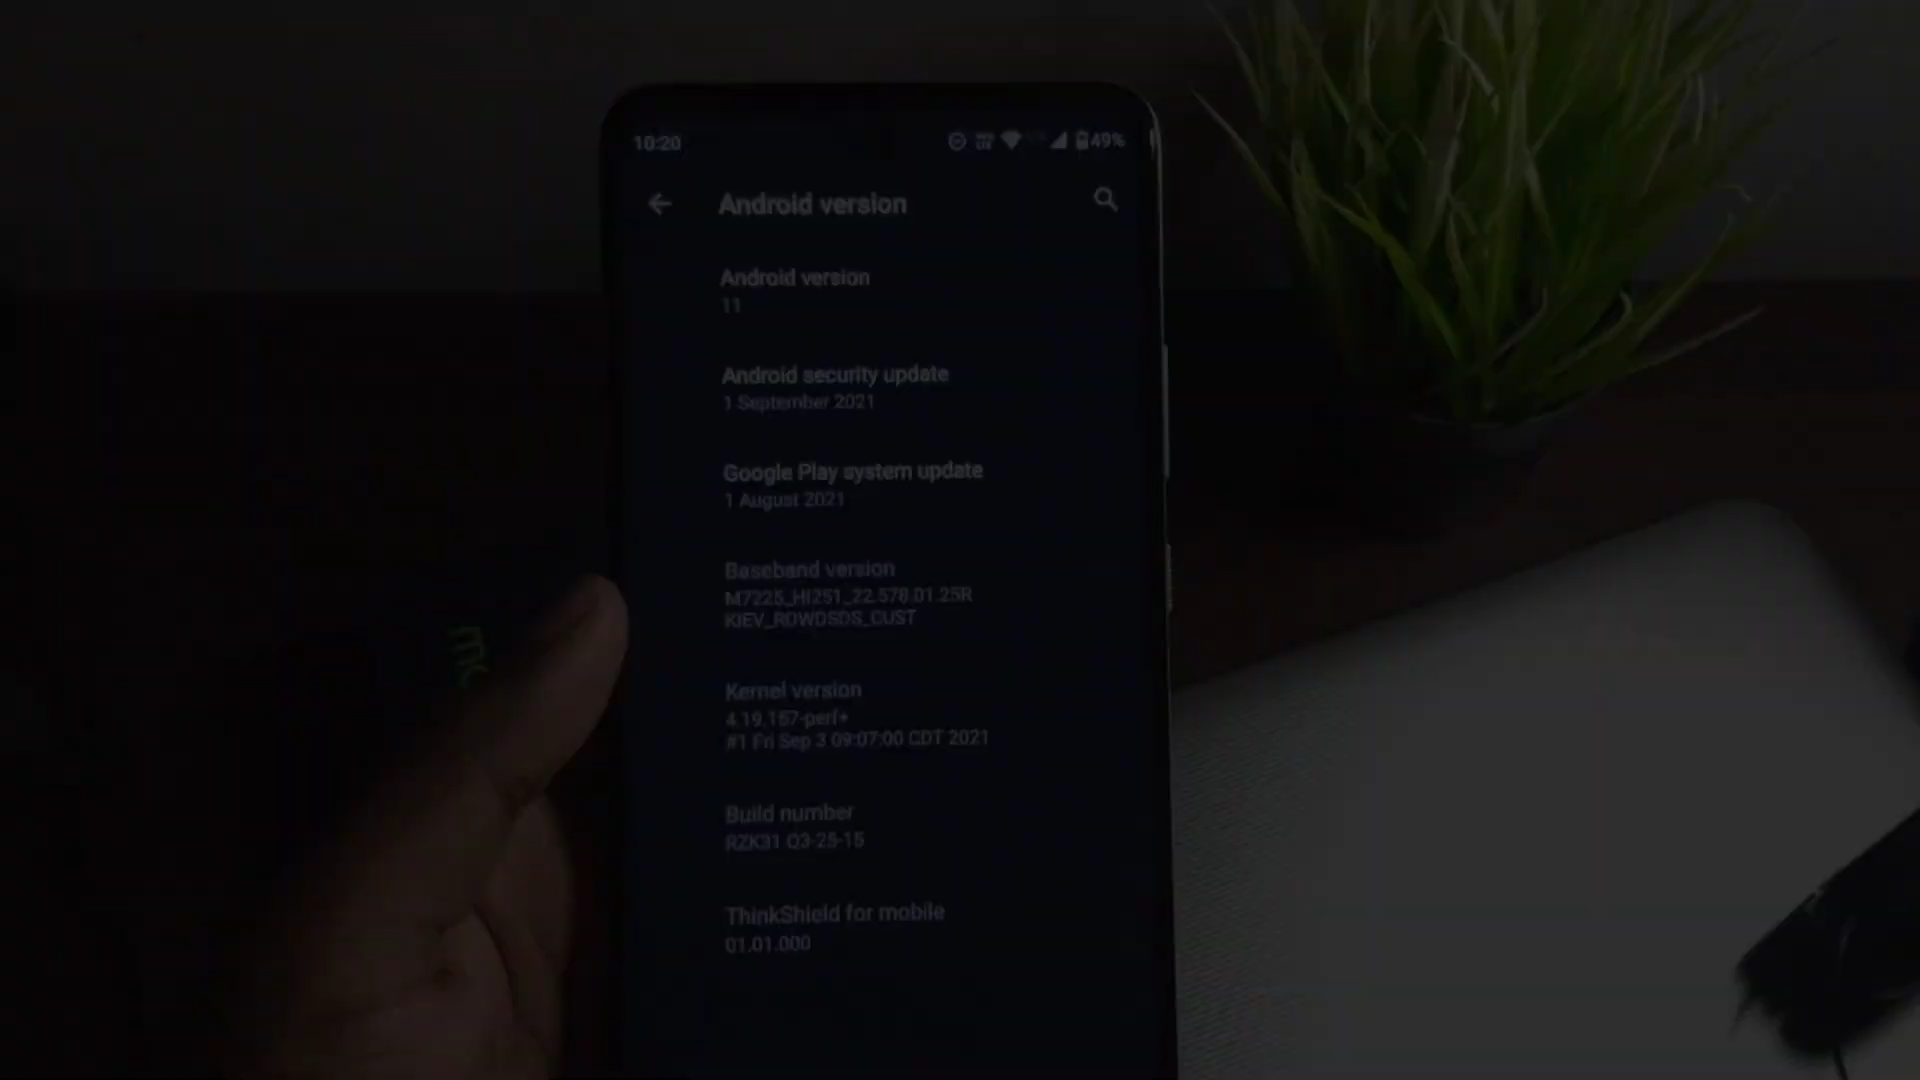 10:20
49%
Android version
Android version
11
Android security update
1 September 2021
Google Play system update
1 August 2021
Baseband version
M7225_HI251_22.578.01.25R
KIEV_ROWDSDS_CUST
Kernel version
4.19.157-perf+
#1 Fri Sep 3 09:07:00 CDT 2021
Build number
RZK31.Q3-25-15
ThinkShield for mobile
01.01.000